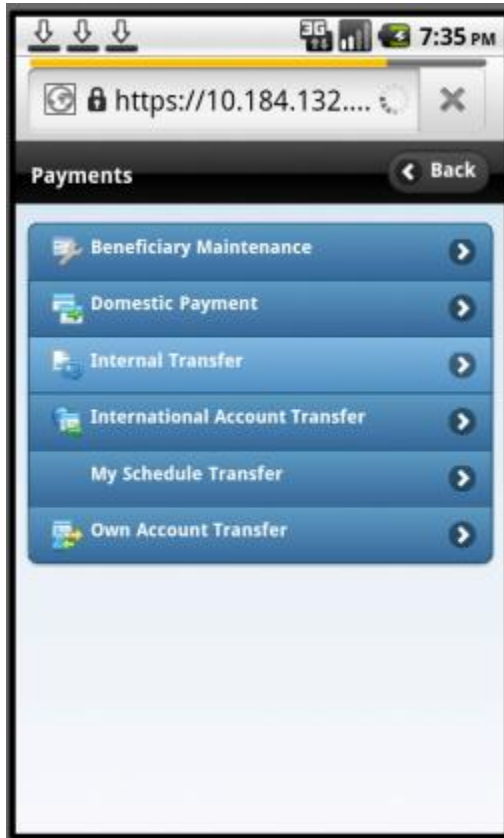 3G 7:35 PM
https://10.184.132....
Payments
Back
Beneficiary Maintenance
Domestic Payment
Internal Transfer
International Account Transfer
My Schedule Transfer
Own Account Transfer